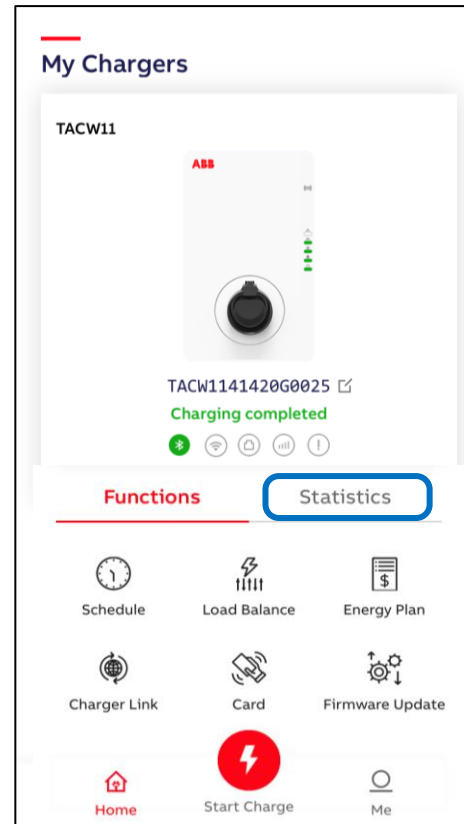 My Chargers
TACW11
ABB
TACW1141420G0025
Charging completed
Functions Statistics
Schedule Load Balance Energy Plan
Charger Link Card Firmware Update
Home Start Charge Me